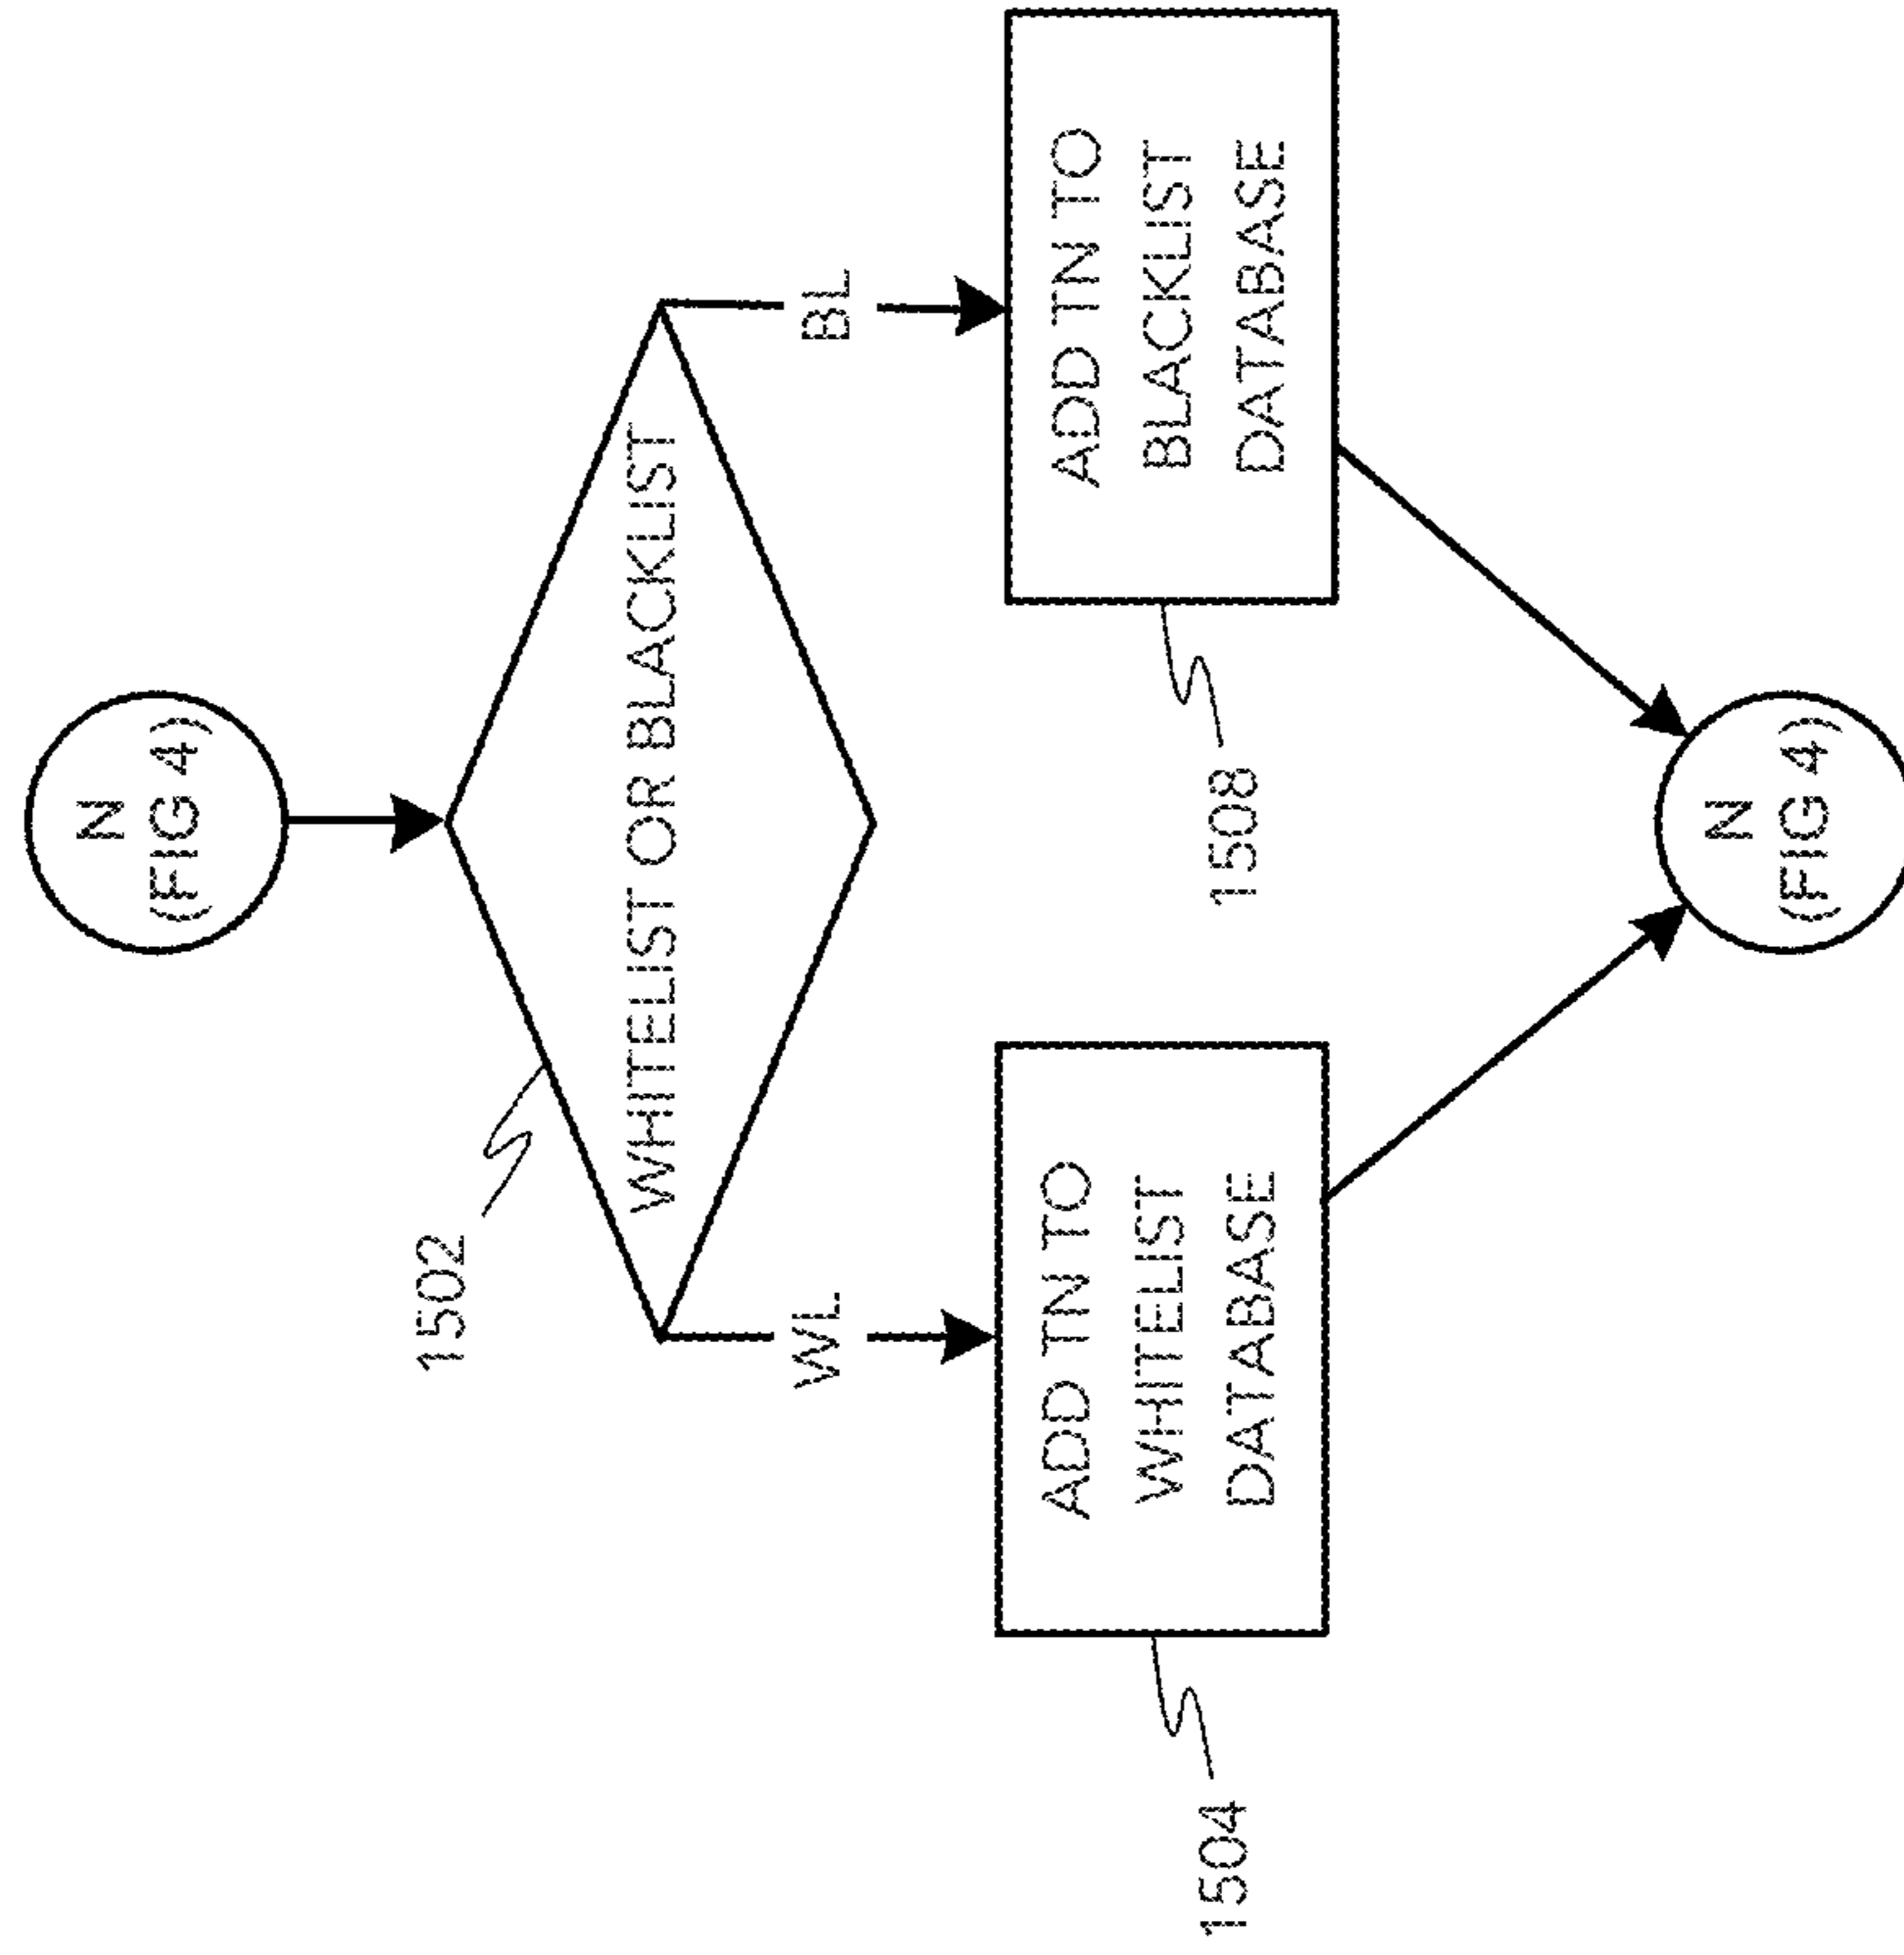 N
(FIG 4)
1502
WHITELIST OR BLACKLIST
WL
BL
1504
ADD TN TO
WHITELIST
DATABASE
1508
ADD TN TO
BLACKLIST
DATABASE
N
(FIG 4)